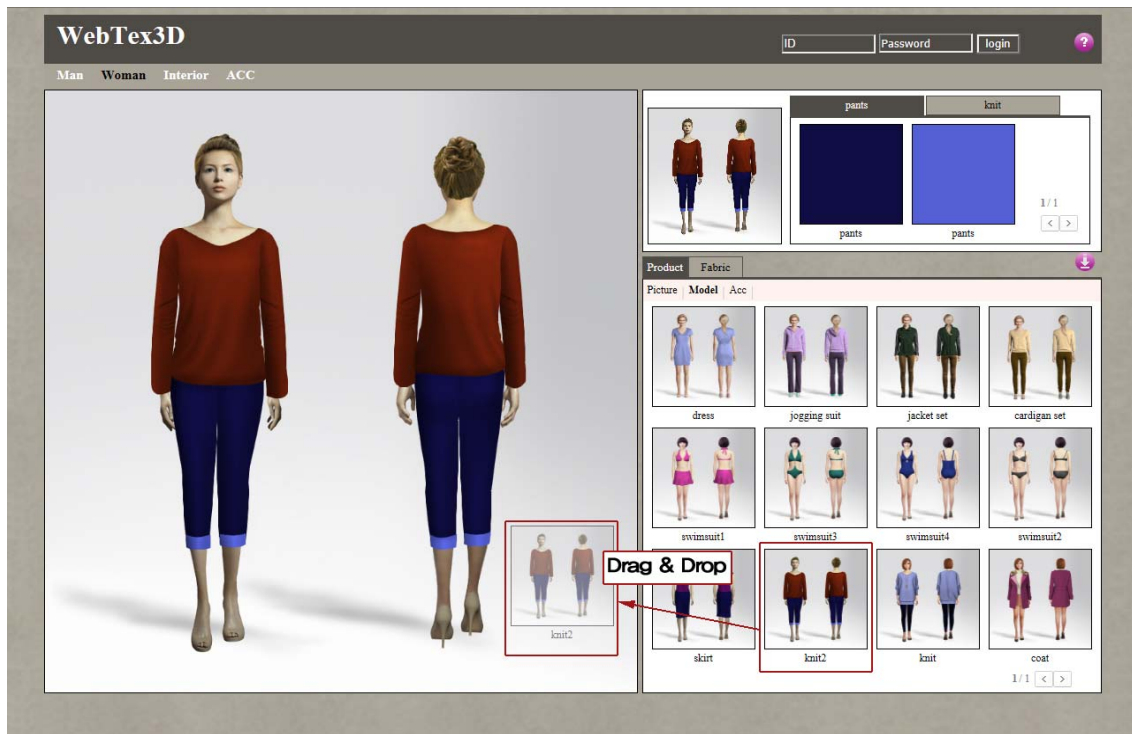 WebTex3D
ID Password login ?
Man Woman Interior ACC
pants knit
pants pants
1 / 1
< >
Product Fabric
Picture Model Acc
dress jogging suit jacket set cardigan set
swimsuit1 swimsuit3 swimsuit4 swimsuit2
Drag & Drop
knit2
skirt knit2 knit coat
1 / 1 < >